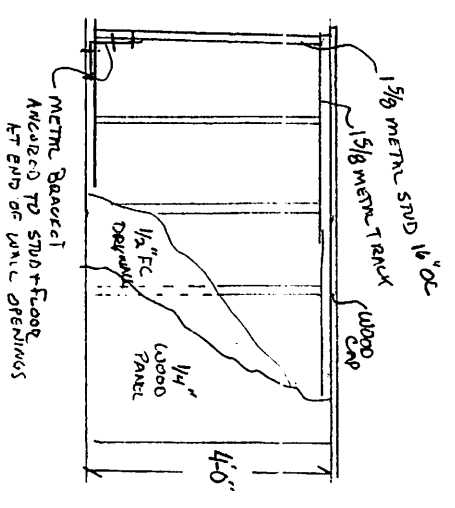 1 5/8 METAL STUD 16" OC
1 5/8 METAL TRACK
WOOD
CAP
1/2" FC
DRYWALL
1/4"
WOOD
PANEL
4'-0"
METAL BRACKET
ANCORED TO STUD + FLOOR
AT END OF WALL OPENINGS